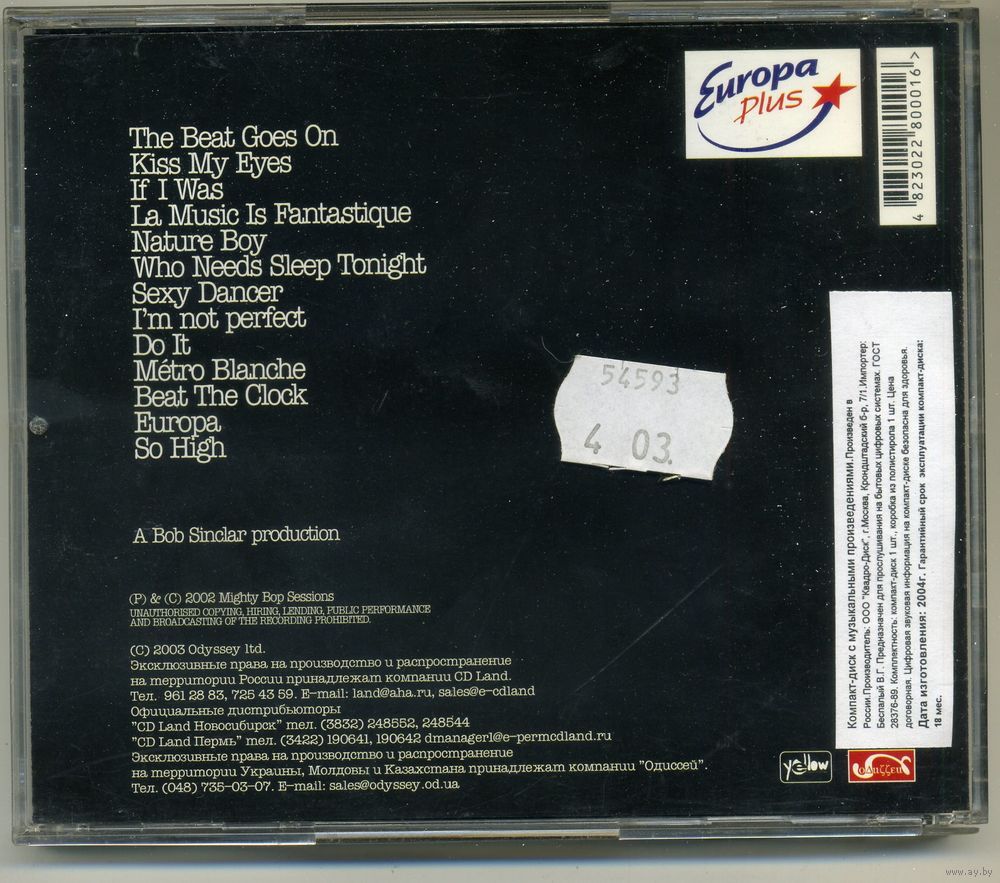 Europa
plus
4 823022 800016 >
The Beat Goes On
Kiss My Eyes
If I Was
La Music Is Fantastique
Nature Boy
Who Needs Sleep Tonight
Sexy Dancer
I'm not perfect
Do It
Métro Blanche
Beat The Clock
Europa
So High
54593
4 03.
A Bob Sinclar production
(P) & (C) 2002 Mighty Bop Sessions
UNAUTHORISED COPYING, HIRING, LENDING, PUBLIC PERFORMANCE
AND BROADCASTING OF THE RECORDING PROHIBITED.
(C) 2003 Odyssey ltd.
Эксклюзивные права на производство и распространение
на территории России принадлежат компании CD Land.
Тел. 961 28 83, 725 43 59. E-mail: land@aha.ru, sales@e-cdland
Официальные дистрибьюторы
"CD Land Новосибирск" тел. (3832) 248552, 248544
"CD Land Пермь" тел. (3422) 190641, 190642 dmanager1@e-permcdland.ru
Эксклюзивные права на производство и распространение
на территории Украины, Молдовы и Казахстана принадлежат компании "Одиссей".
Тел. (048) 735-03-07. E-mail: sales@odyssey.od.ua
Компакт-диск с музыкальными произведениями.Произведен в
России.Производитель: ООО "Квадро-Диск", г.Москва, Кронштадский б-р, 7/1.Импортер:
Беспалый В.Г. Предназначен для прослушивания на бытовых цифровых системах. ГОСТ
28376-89. Комплектность: компакт-диск 1 шт., коробка из полистирола 1 шт. Цена
договорная. Цифровая звуковая информация на компакт-диске безопасна для здоровья.
Дата изготовления: 2004г. Гарантийный срок эксплуатации компакт-диска:
18 мес.
yellow
www.ay.by